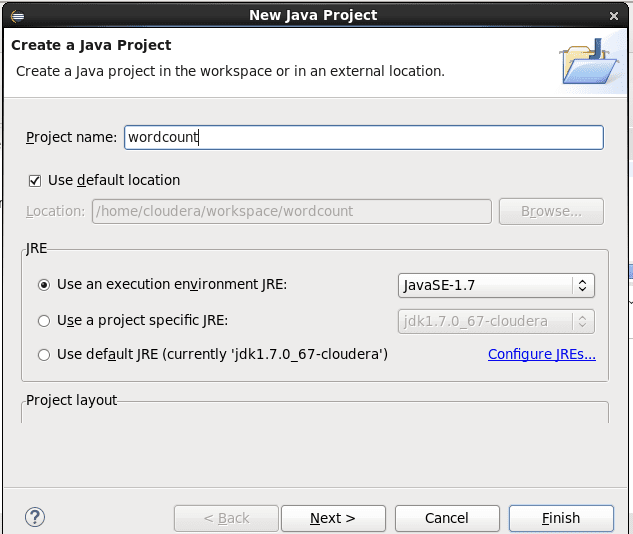 New Java Project
Create a Java Project
Create a Java project in the workspace or in an external location.
Project name: wordcount
Use default location
Location: /home/cloudera/workspace/wordcount Browse...
JRE
Use an execution environment JRE: JavaSE-1.7
Use a project specific JRE: jdk1.7.0_67-cloudera
Use default JRE (currently 'jdk1.7.0_67-cloudera') Configure JREs...
Project layout
? < Back Next > Cancel Finish